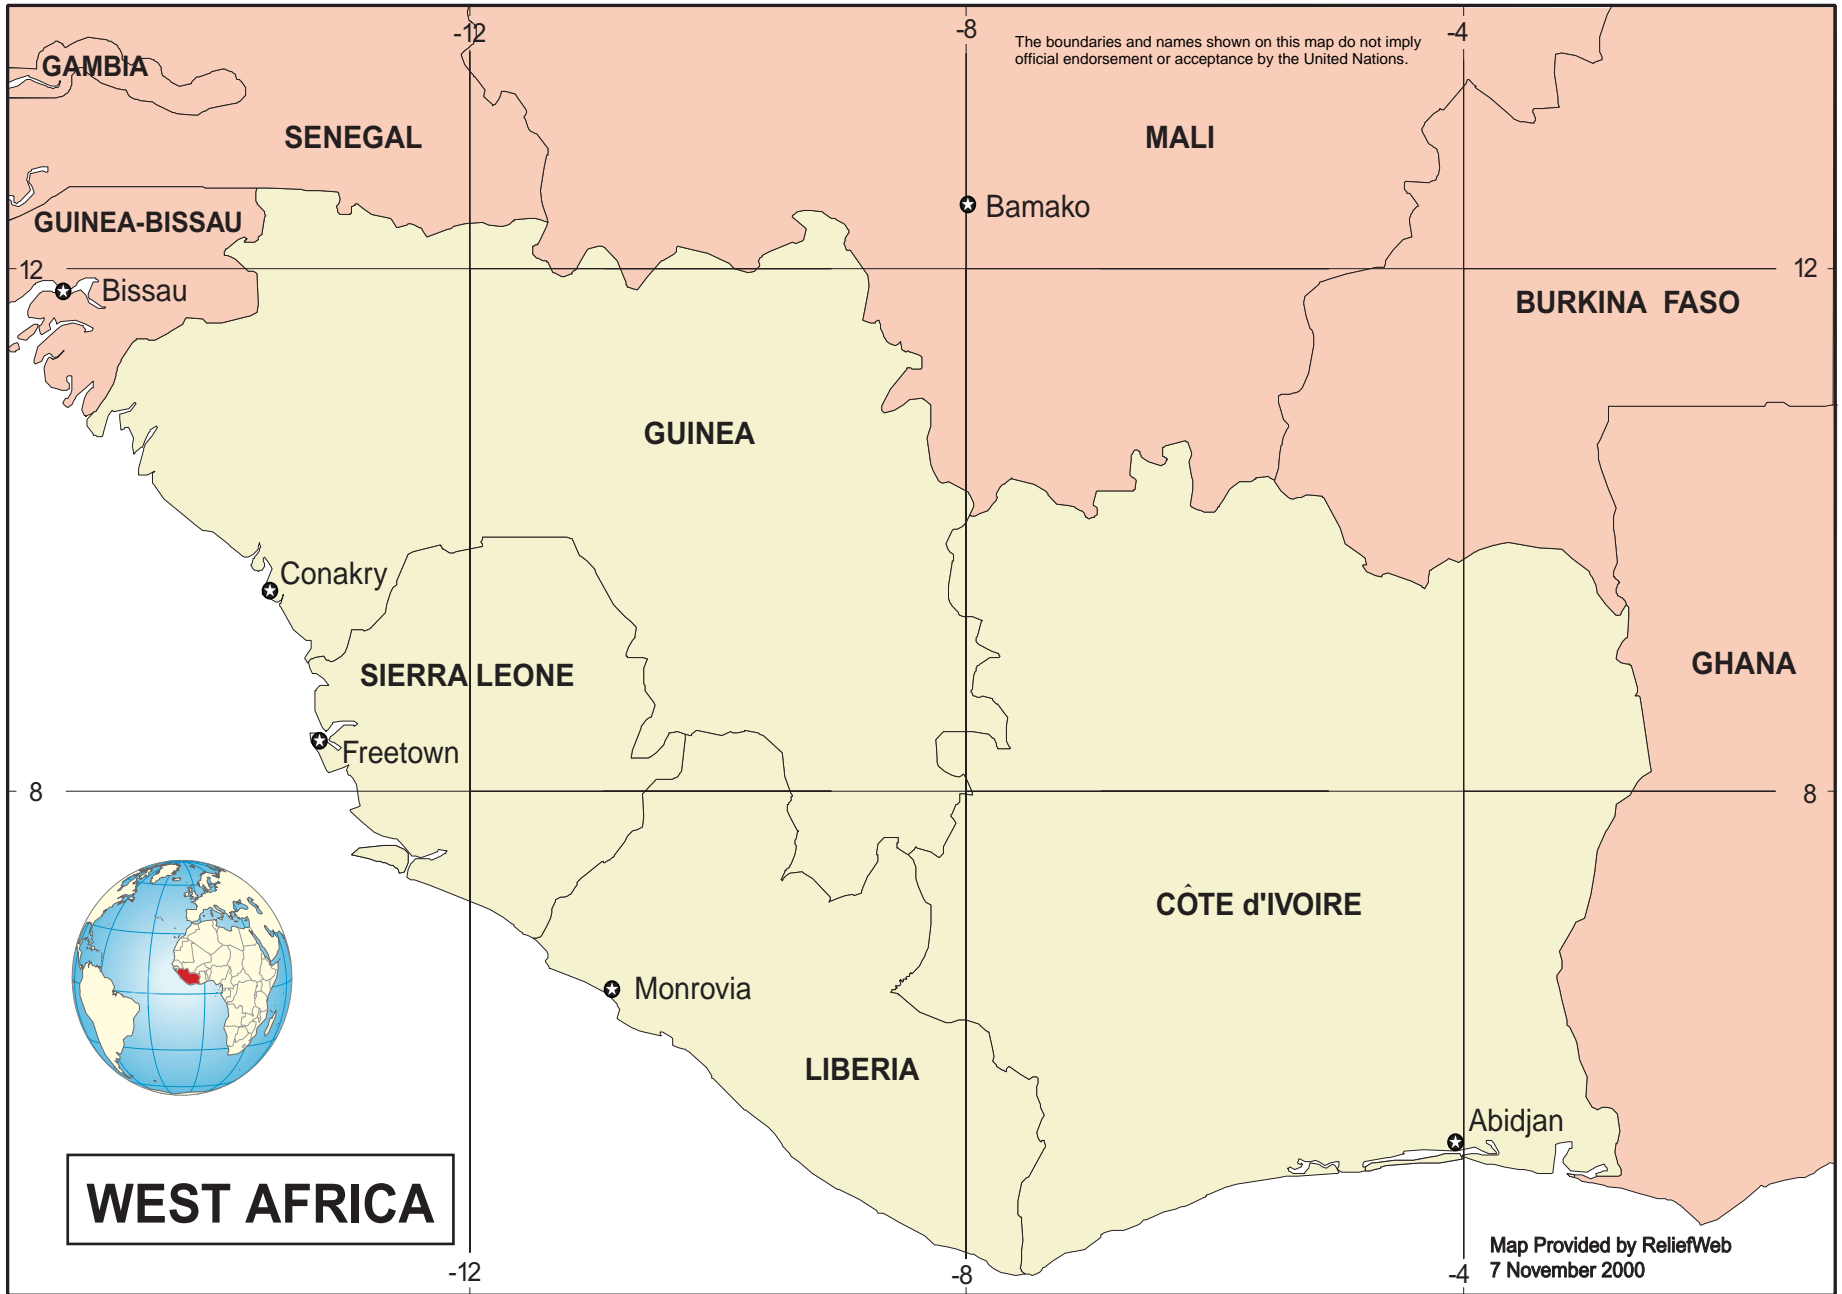 -12
-8
-4
The boundaries and names shown on this map do not imply
official endorsement or acceptance by the United Nations.
GAMBIA
SENEGAL
MALI
GUINEA-BISSAU
Bamako
12
12
Bissau
BURKINA FASO
GUINEA
Conakry
SIERRA LEONE
GHANA
Freetown
8
8
CÔTE d'IVOIRE
Monrovia
LIBERIA
Abidjan
WEST AFRICA
Map Provided by ReliefWeb
7 November 2000
-12
-8
-4